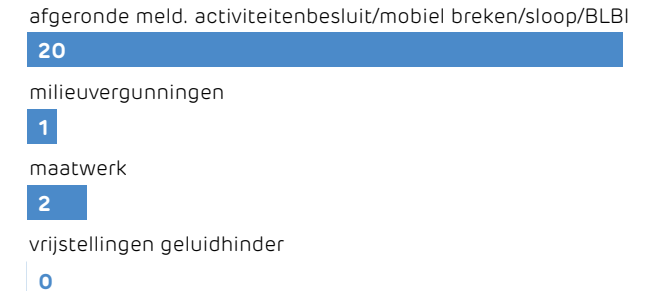 afgeronde meld. activiteitenbesluit/mobiel breken/sloop/BLBI
20
milieuvergunningen
1
maatwerk
2
vrijstellingen geluidhinder
0